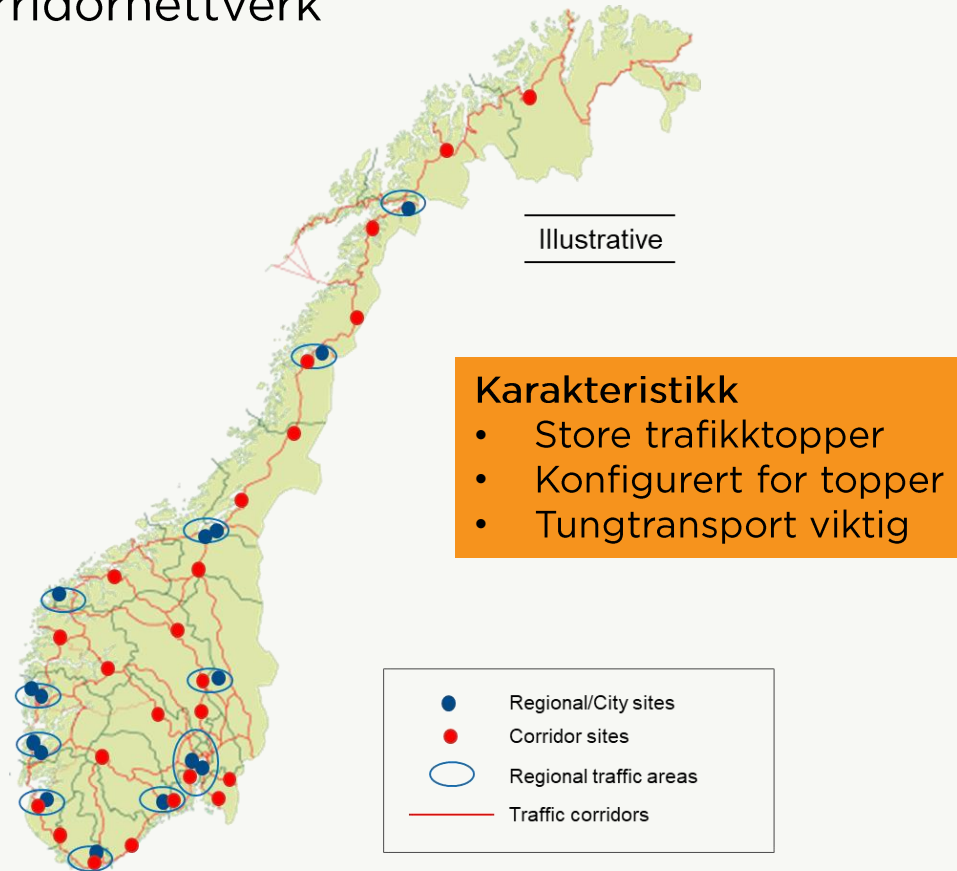 rridornettverk
Illustrative
Karakteristikk
• Store trafikktopper
• Konfigurert for topper
• Tungtransport viktig
Regional/City sites
Corridor sites
Regional traffic areas
Traffic corridors